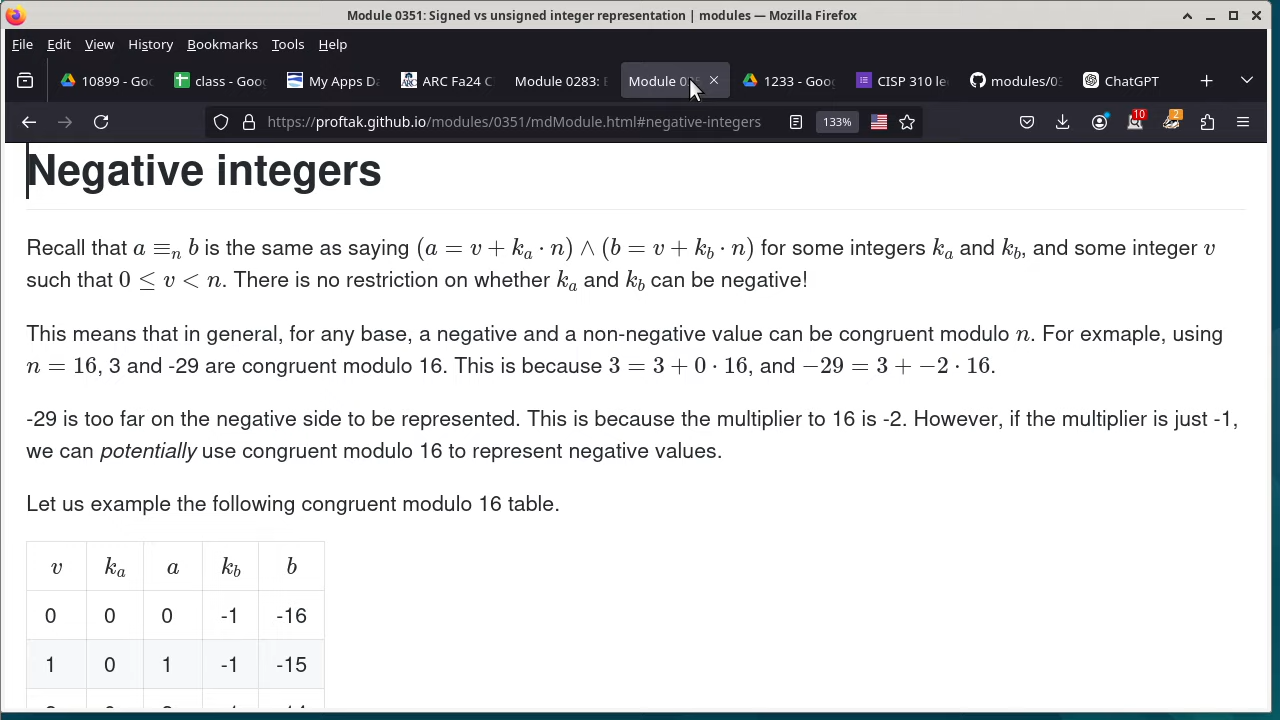 Module 0351: Signed vs unsigned integer representation | modules — Mozilla Firefox
File Edit View History Bookmarks Tools Help
10899 - Goo class - Goog My Apps Da ARC Fa24 C Module 0283: E Module 03 1233 - Goog CISP 310 le modules/03 ChatGPT
https://proftak.github.io/modules/0351/mdModule.html#negative-integers 133% 10 2
Negative integers
Recall that a ≡ₙ b is the same as saying (a = v + kₐ · n) ∧ (b = v + k_b · n) for some integers kₐ and k_b, and some integer v
such that 0 ≤ v < n. There is no restriction on whether kₐ and k_b can be negative!
This means that in general, for any base, a negative and a non-negative value can be congruent modulo n. For exmaple, using
n = 16, 3 and -29 are congruent modulo 16. This is because 3 = 3 + 0 · 16, and −29 = 3 + −2 · 16.
-29 is too far on the negative side to be represented. This is because the multiplier to 16 is -2. However, if the multiplier is just -1,
we can potentially use congruent modulo 16 to represent negative values.
Let us example the following congruent modulo 16 table.
v kₐ a k_b b
0 0 0 -1 -16
1 0 1 -1 -15